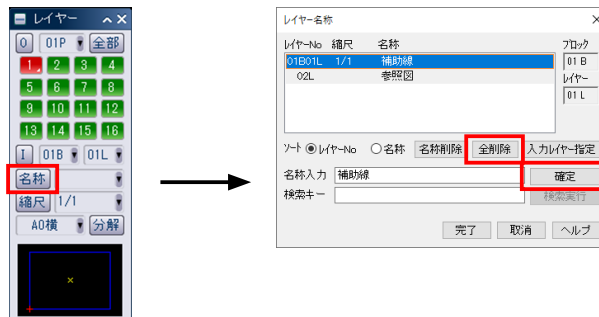 レイヤー
0 01P 全部
1 2 3 4
5 6 7 8
9 10 11 12
13 14 15 16
I 01B 01L
名称
縮尺 1/1
A0横 分解
レイヤー名称
レイヤーNo 縮尺 名称
01B01L 1/1 補助線
02L 参照図
ブロック
01 B
レイヤー
01 L
ソート レイヤーNo 名称 名称削除 全削除 入力レイヤー指定
名称入力 補助線 確定
検索キー 検索実行
完了 取消 ヘルプ